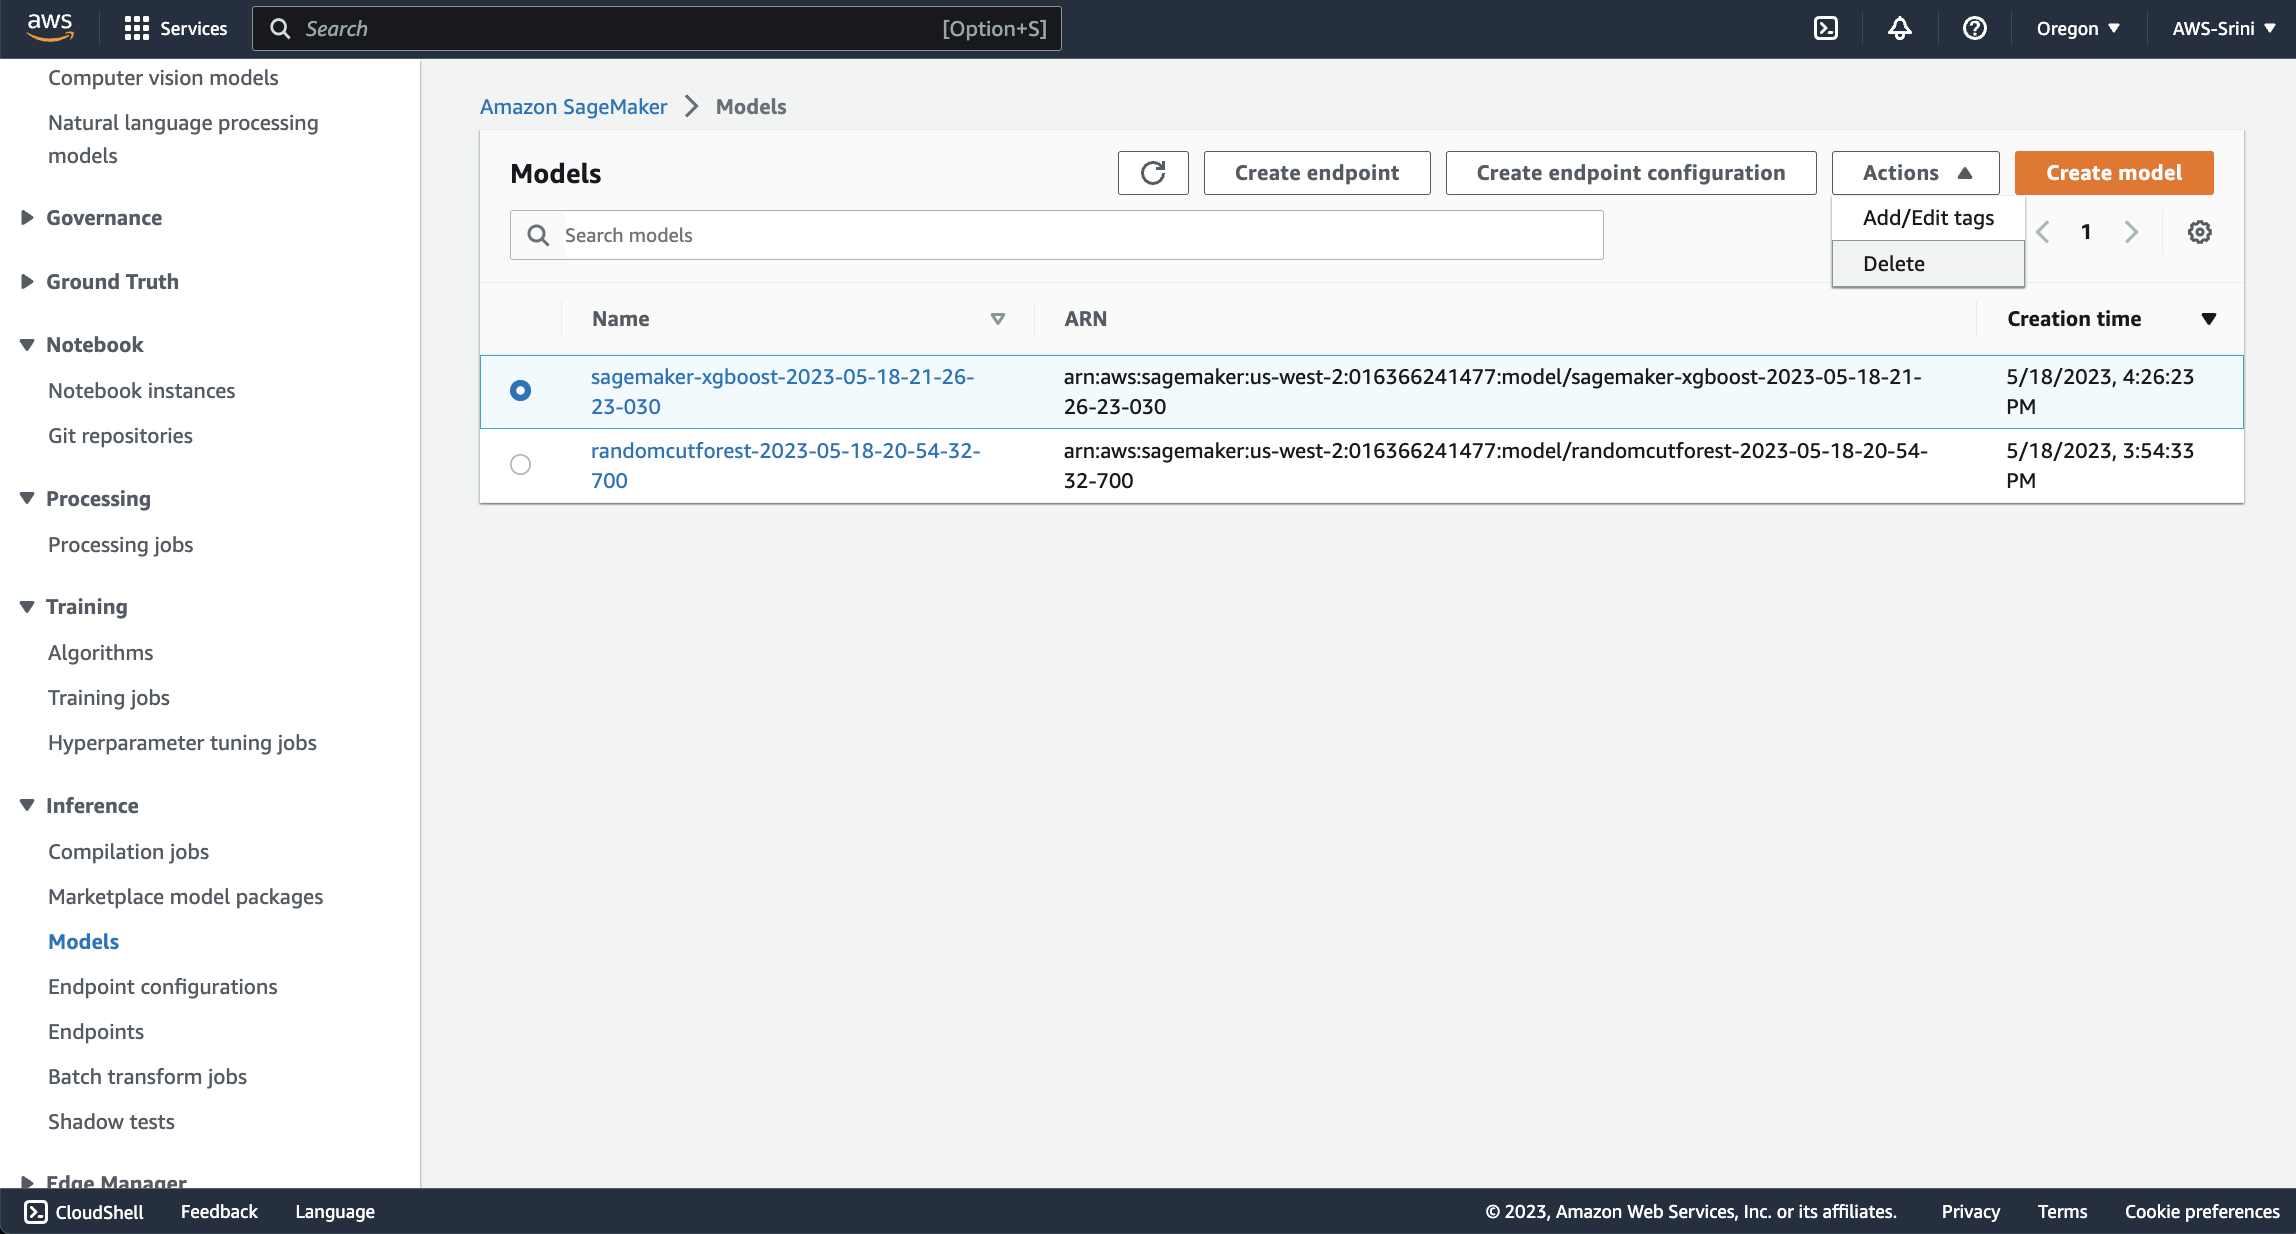 aws
Services
Search
[Option+S]
Oregon
AWS-Srini
Computer vision models
Natural language processing
models
Governance
Ground Truth
Notebook
Notebook instances
Git repositories
Processing
Processing jobs
Training
Algorithms
Training jobs
Hyperparameter tuning jobs
Inference
Compilation jobs
Marketplace model packages
Models
Endpoint configurations
Endpoints
Batch transform jobs
Shadow tests
Edge Manager
Amazon SageMaker
Models
Models
Create endpoint
Create endpoint configuration
Actions
Create model
Add/Edit tags
Delete
Search models
1
Name
ARN
Creation time
sagemaker-xgboost-2023-05-18-21-26-
23-030
arn:aws:sagemaker:us-west-2:016366241477:model/sagemaker-xgboost-2023-05-18-21-
26-23-030
5/18/2023, 4:26:23
PM
randomcutforest-2023-05-18-20-54-32-
700
arn:aws:sagemaker:us-west-2:016366241477:model/randomcutforest-2023-05-18-20-54-
32-700
5/18/2023, 3:54:33
PM
CloudShell
Feedback
Language
© 2023, Amazon Web Services, Inc. or its affiliates.
Privacy
Terms
Cookie preferences